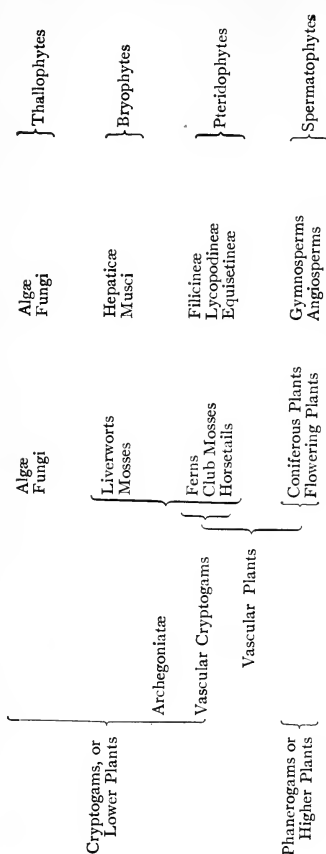 Cryptogams, or
Lower Plants
Archegoniatæ
Vascular Cryptogams
Vascular Plants
Phanerogams or
Higher Plants
Algæ
Fungi
Liverworts
Mosses
Ferns
Club Mosses
Horsetails
Coniferous Plants
Flowering Plants
Algæ
Fungi
Hepaticæ
Musci
Filicineæ
Lycopodineæ
Equisetineæ
Gymnosperms
Angiosperms
Thallophytes
Bryophytes
Pteridophytes
Spermatophytes